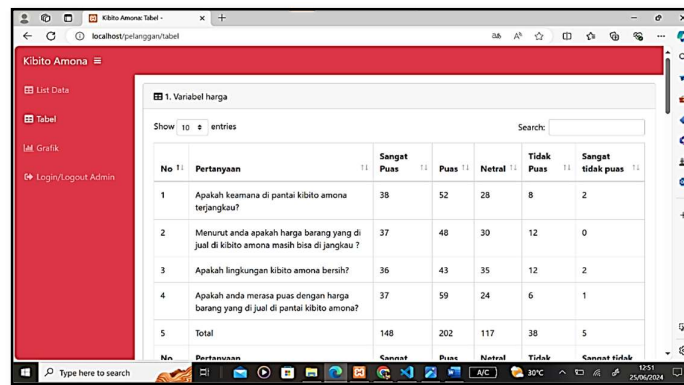 Kibito Amona: Tabel -
localhost/pelanggan/tabel
Kibito Amona
List Data
Tabel
Grafik
Login/Logout Admin
1. Variabel harga
Show 10 entries Search:
No Pertanyaan Sangat Puas Puas Netral Tidak Puas Sangat tidak puas
1 Apakah keamana di pantai kibito amona 38 52 28 8 2
terjangkau?
2 Menurut anda apakah harga barang yang di 37 48 30 12 0
jual di kibito amona masih bisa di jangkau ?
3 Apakah lingkungan kibito amona bersih? 36 43 35 12 2
4 Apakah anda merasa puas dengan harga 37 59 24 6 1
barang yang di jual di pantai kibito amona?
5 Total 148 202 117 38 5
No Pertanyaan Sangat Puas Netral Tidak Sangat tidak
Type here to search
A/C
30°C
12:51
25/06/2024